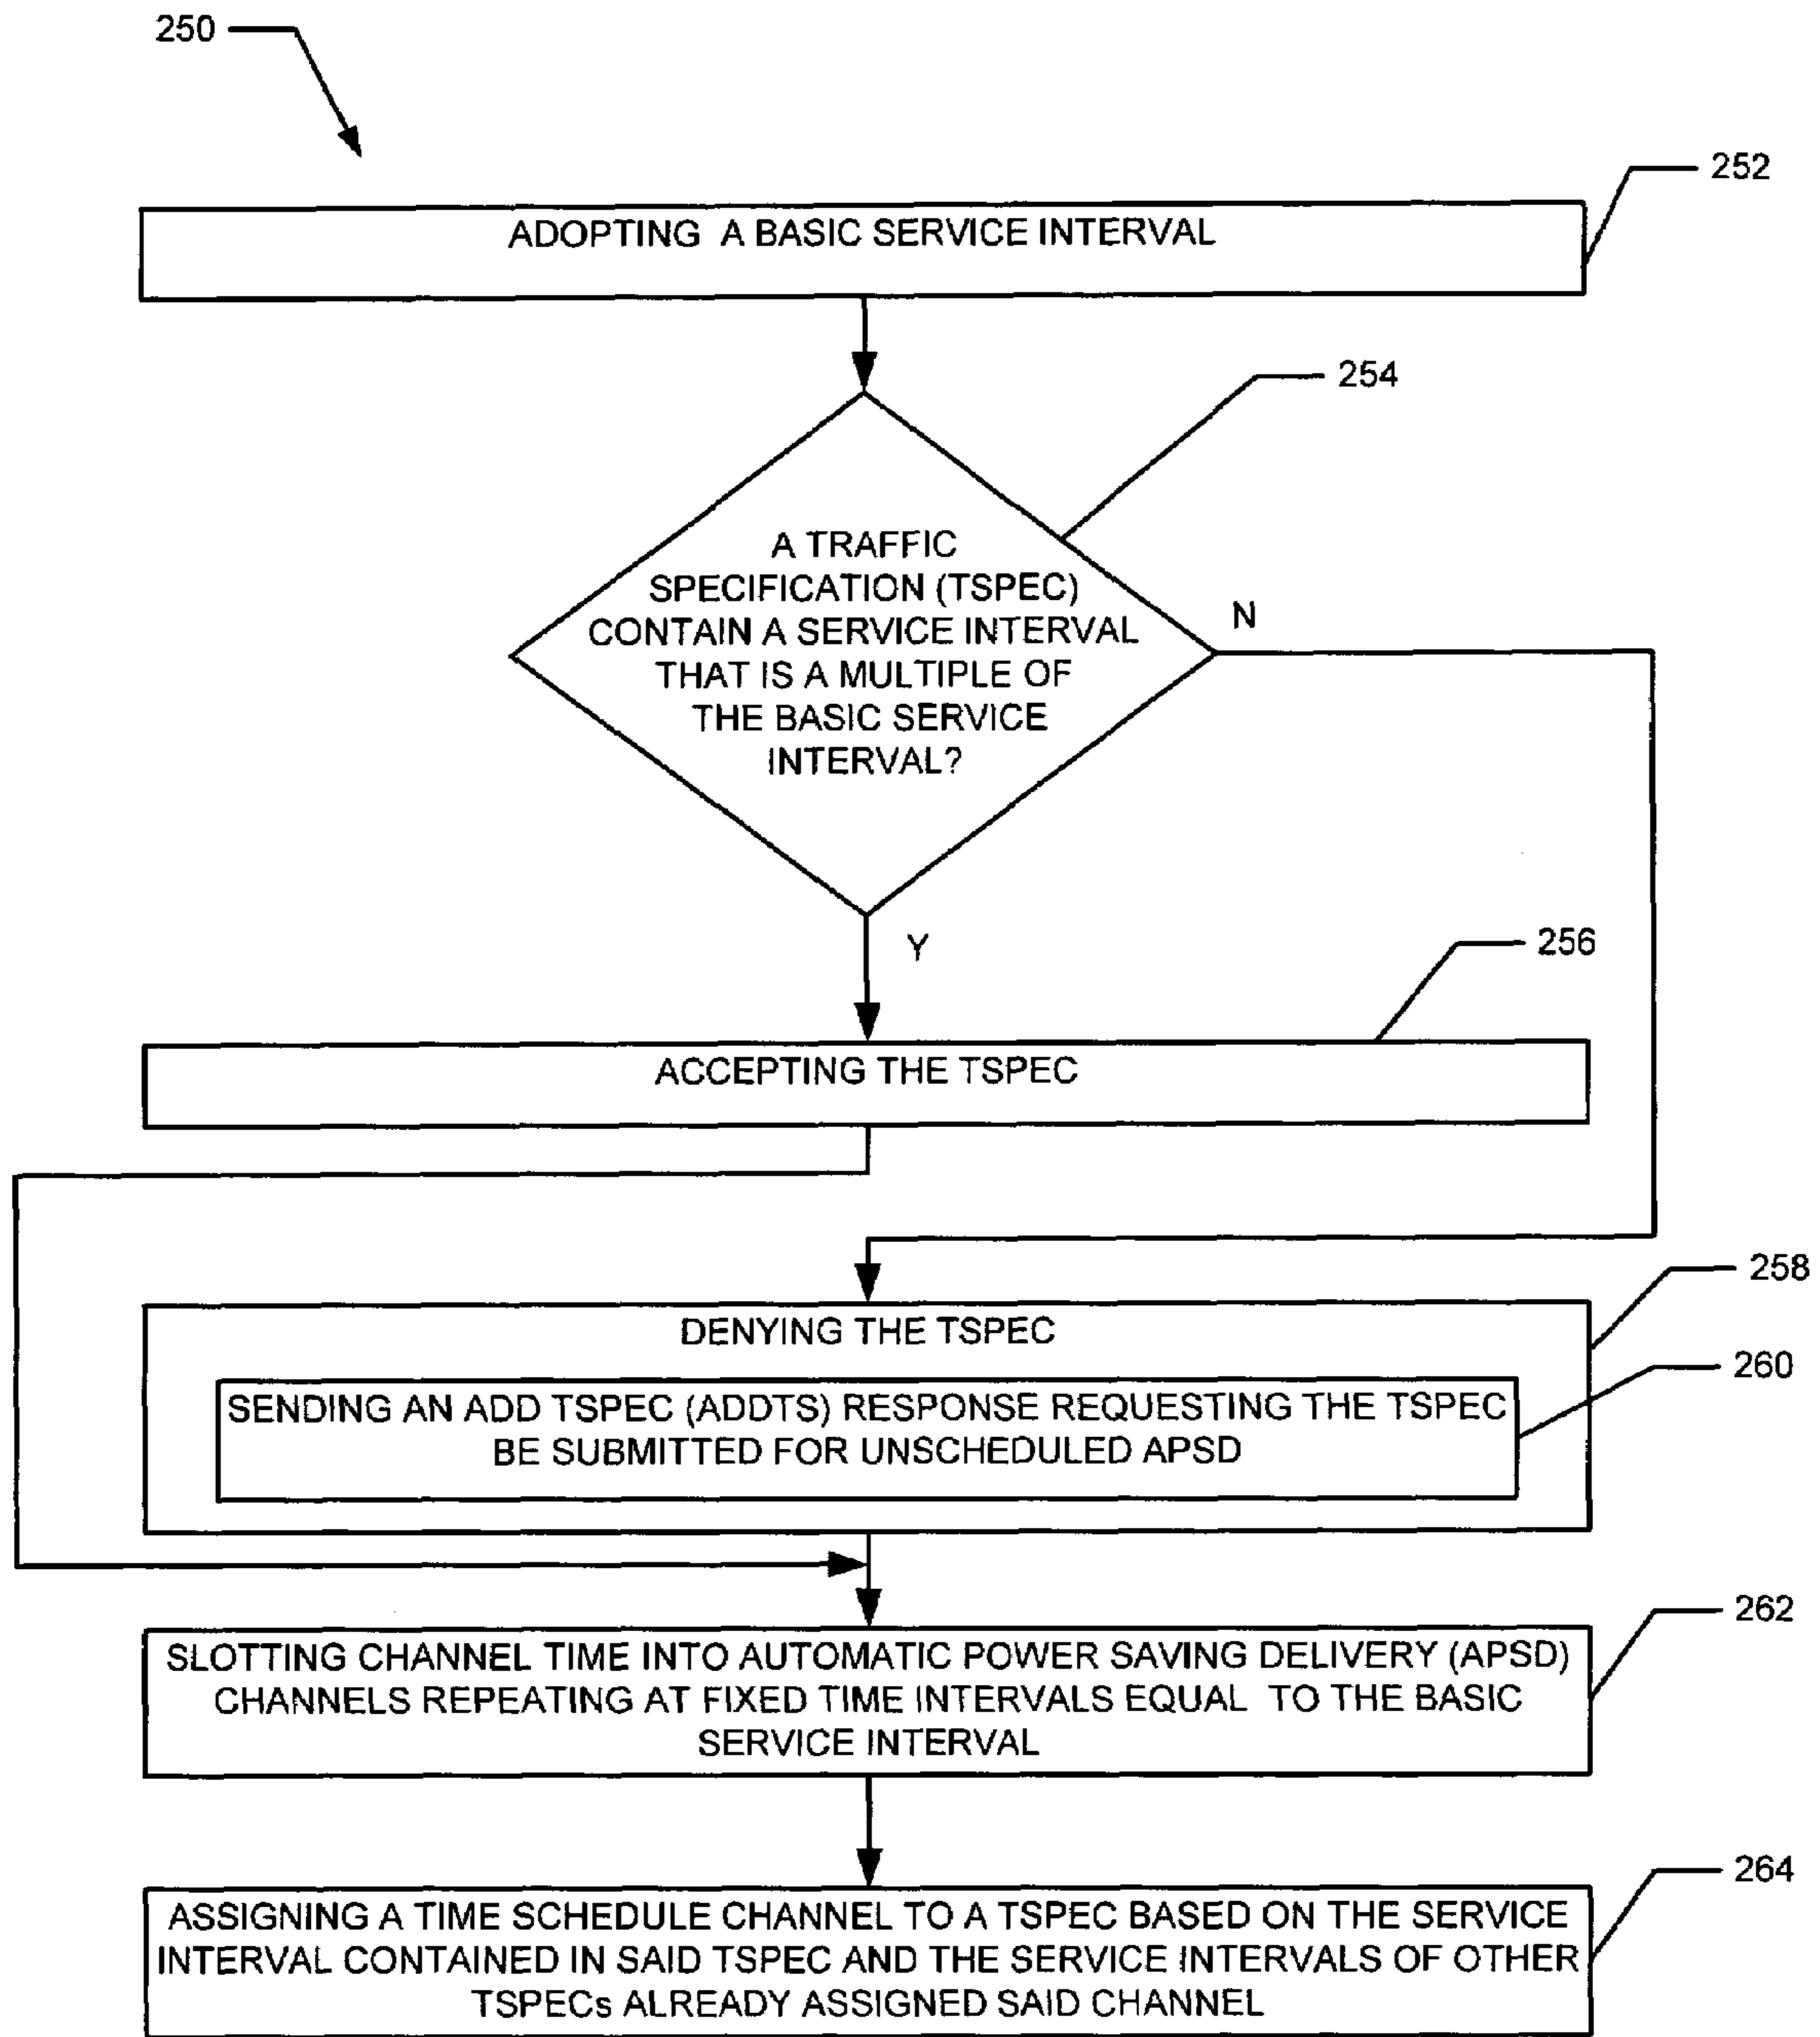 250
252
ADOPTING A BASIC SERVICE INTERVAL
254
A TRAFFIC
SPECIFICATION (TSPEC)
CONTAIN A SERVICE INTERVAL
THAT IS A MULTIPLE OF
THE BASIC SERVICE
INTERVAL?
N
Y
256
ACCEPTING THE TSPEC
258
DENYING THE TSPEC
260
SENDING AN ADD TSPEC (ADDTS) RESPONSE REQUESTING THE TSPEC
BE SUBMITTED FOR UNSCHEDULED APSD
262
SLOTTING CHANNEL TIME INTO AUTOMATIC POWER SAVING DELIVERY (APSD)
CHANNELS REPEATING AT FIXED TIME INTERVALS EQUAL TO THE BASIC
SERVICE INTERVAL
264
ASSIGNING A TIME SCHEDULE CHANNEL TO A TSPEC BASED ON THE SERVICE
INTERVAL CONTAINED IN SAID TSPEC AND THE SERVICE INTERVALS OF OTHER
TSPECs ALREADY ASSIGNED SAID CHANNEL